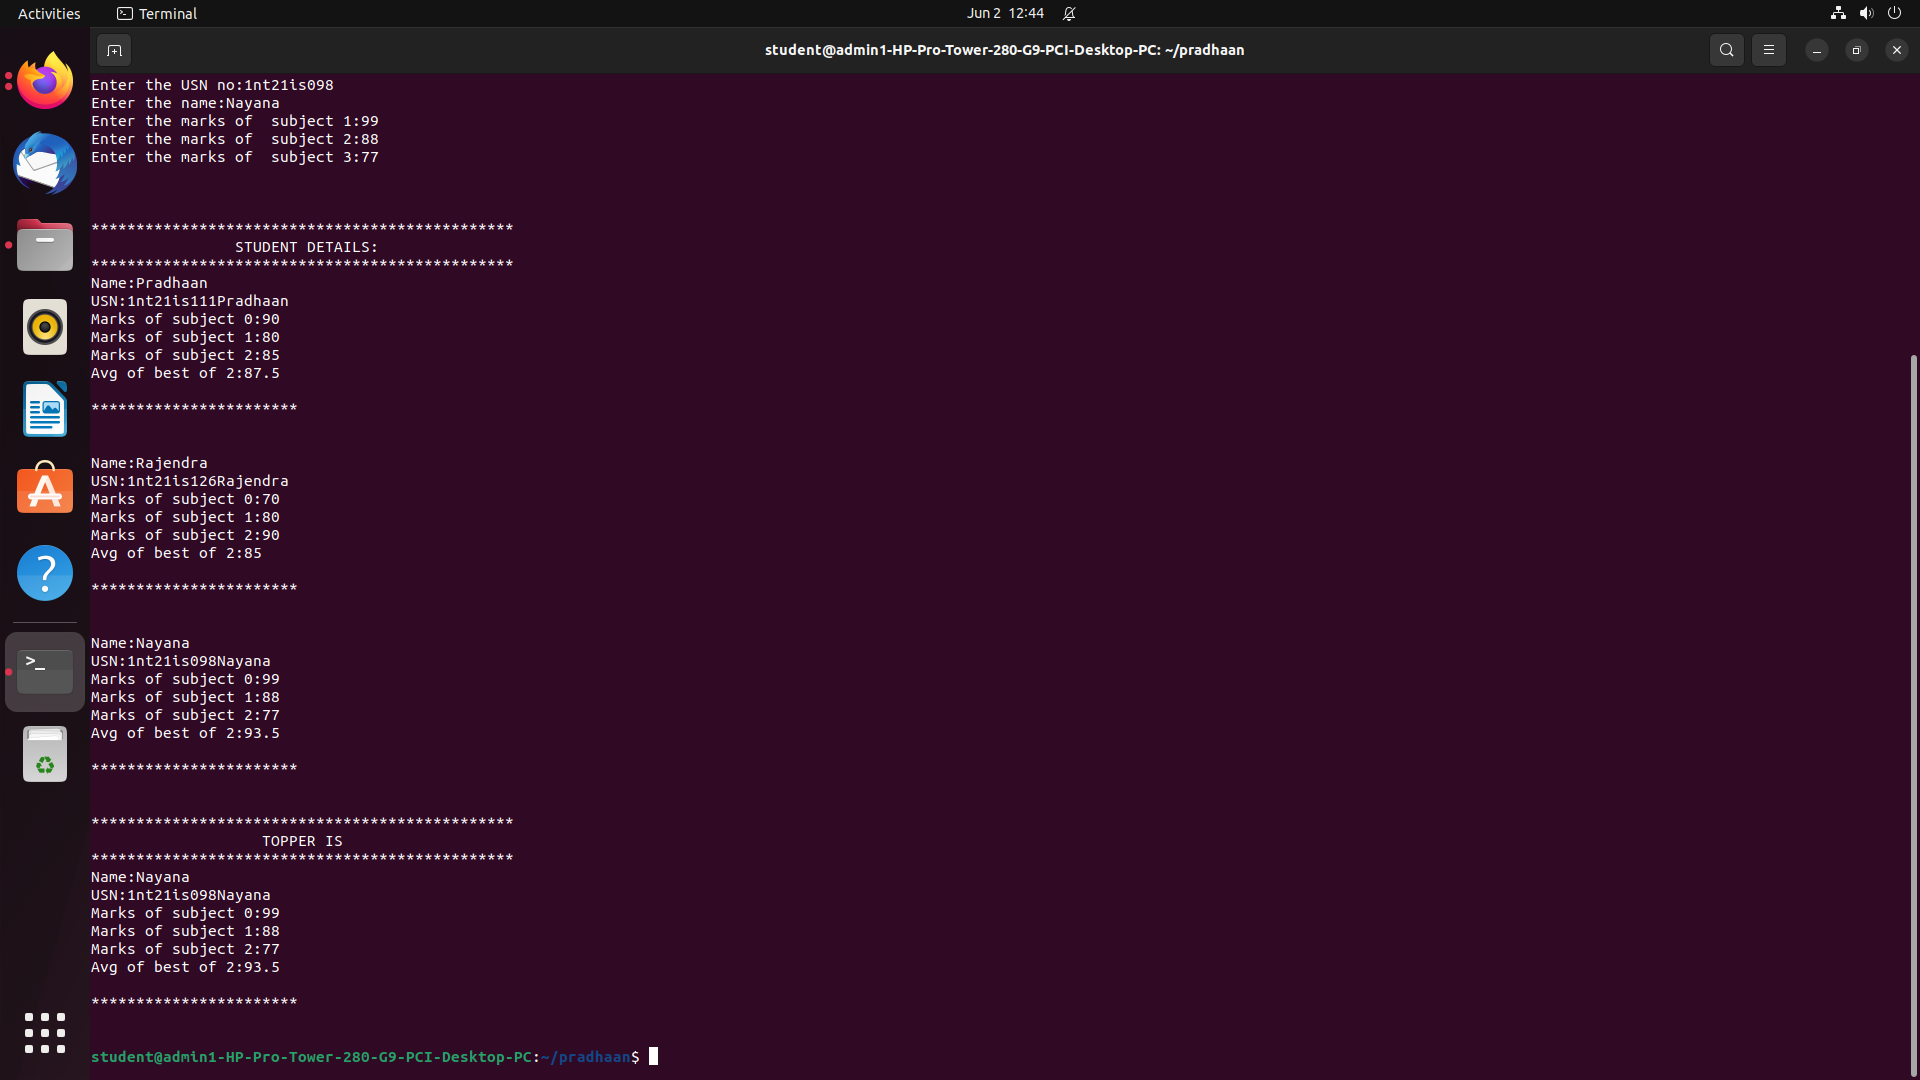 Activities
Terminal
Jun 2 12:44
student@admin1-HP-Pro-Tower-280-G9-PCI-Desktop-PC: ~/pradhaan
Enter the USN no:1nt21is098
Enter the name:Nayana
Enter the marks of  subject 1:99
Enter the marks of  subject 2:88
Enter the marks of  subject 3:77
***********************************************
STUDENT DETAILS:
***********************************************
Name:Pradhaan
USN:1nt21is111Pradhaan
Marks of subject 0:90
Marks of subject 1:80
Marks of subject 2:85
Avg of best of 2:87.5
***********************
Name:Rajendra
USN:1nt21is126Rajendra
Marks of subject 0:70
Marks of subject 1:80
Marks of subject 2:90
Avg of best of 2:85
***********************
Name:Nayana
USN:1nt21is098Nayana
Marks of subject 0:99
Marks of subject 1:88
Marks of subject 2:77
Avg of best of 2:93.5
***********************
***********************************************
TOPPER IS
***********************************************
Name:Nayana
USN:1nt21is098Nayana
Marks of subject 0:99
Marks of subject 1:88
Marks of subject 2:77
Avg of best of 2:93.5
***********************
student@admin1-HP-Pro-Tower-280-G9-PCI-Desktop-PC:~/pradhaan$